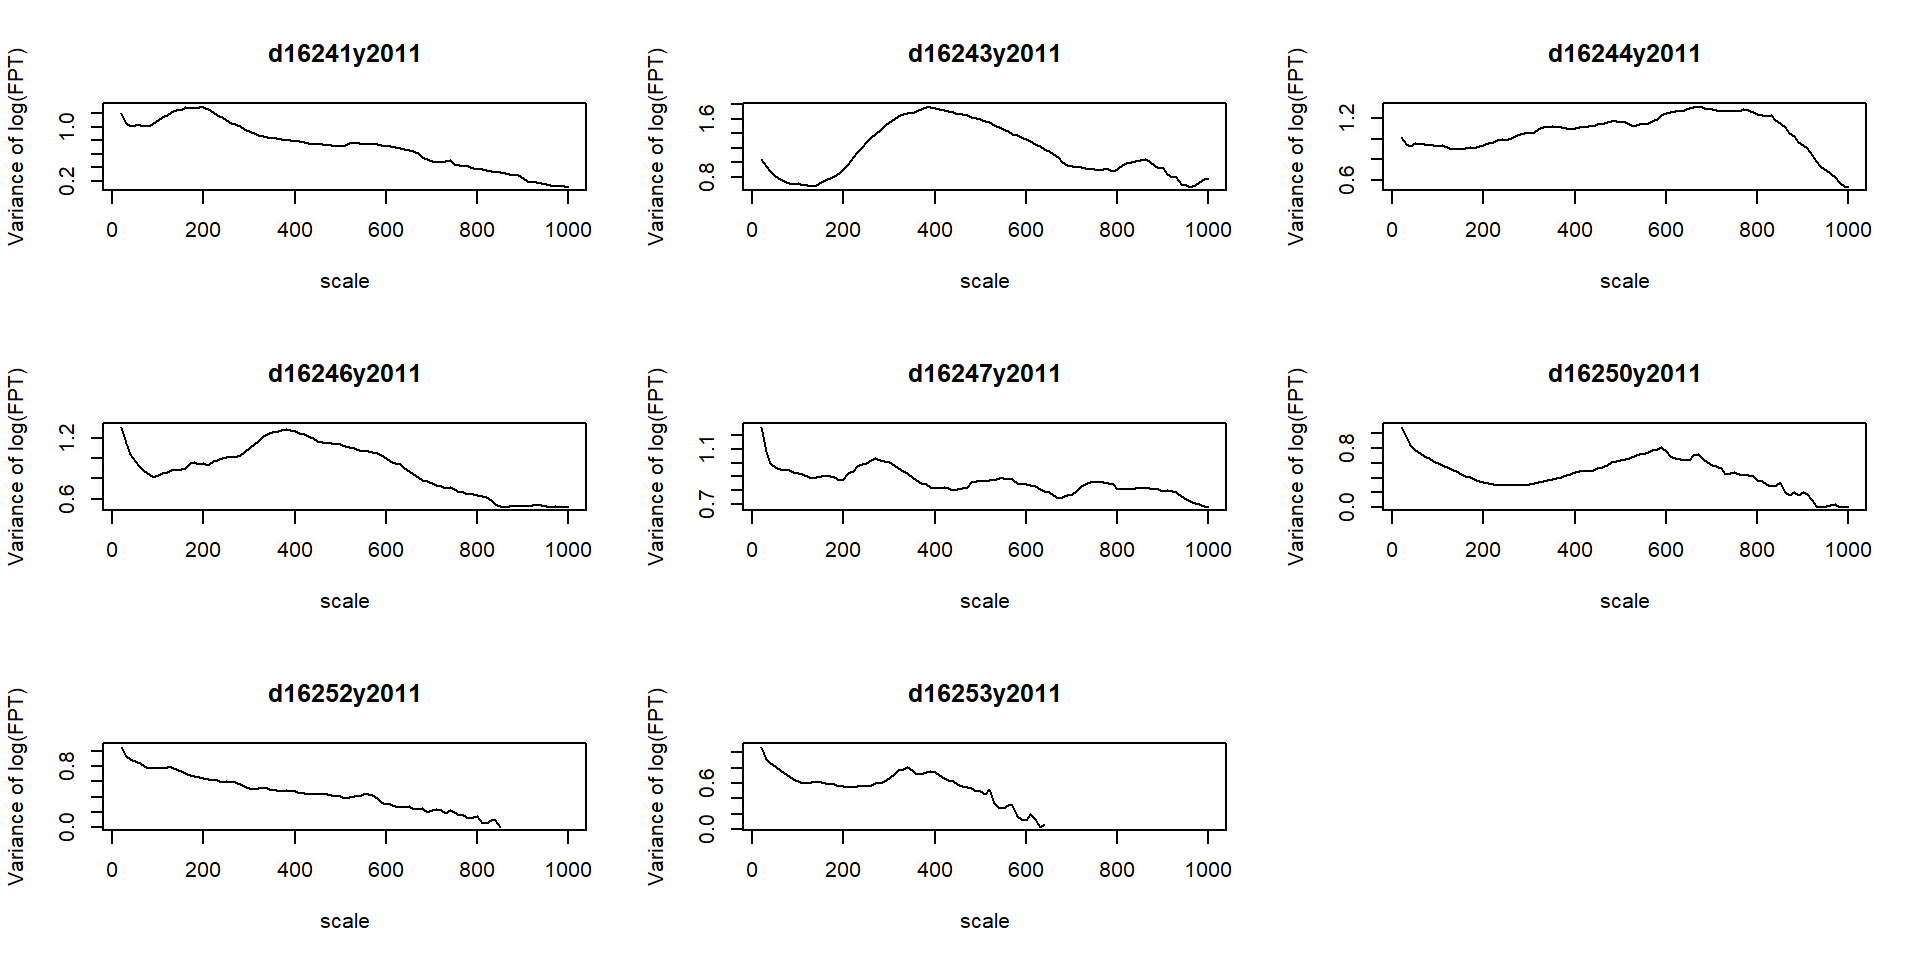 d16241y2011
Variance of log(FPT)
0.2 1.0
0 200 400 600 800 1000
scale
d16243y2011
Variance of log(FPT)
0.8 1.6
0 200 400 600 800 1000
scale
d16244y2011
Variance of log(FPT)
0.6 1.2
0 200 400 600 800 1000
scale
d16246y2011
Variance of log(FPT)
0.6 1.2
0 200 400 600 800 1000
scale
d16247y2011
Variance of log(FPT)
0.7 1.1
0 200 400 600 800 1000
scale
d16250y2011
Variance of log(FPT)
0.0 0.8
0 200 400 600 800 1000
scale
d16252y2011
Variance of log(FPT)
0.0 0.8
0 200 400 600 800 1000
scale
d16253y2011
Variance of log(FPT)
0.0 0.6
0 200 400 600 800 1000
scale